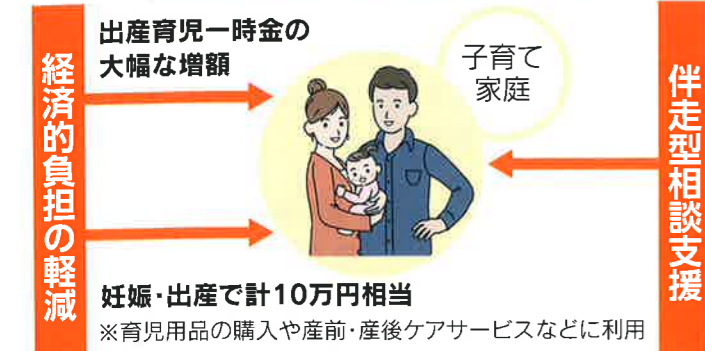 経済的負担の軽減
出産育児一時金の
大幅な増額
子育て
家庭
伴走型相談支援
妊娠・出産で計10万円相当
※育児用品の購入や産前・産後ケアサービスなどに利用